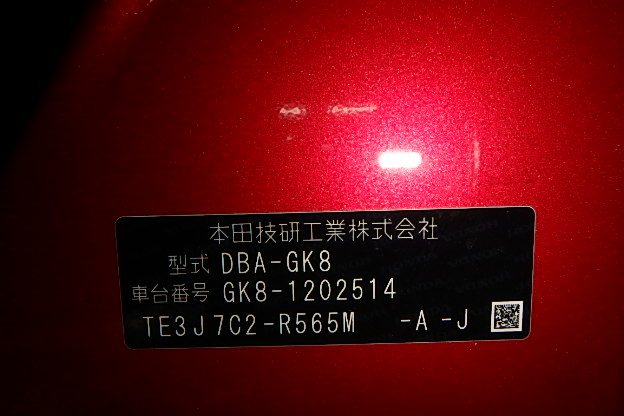 本田技研工業株式会社
型式 DBA-GK8
車台番号 GK8-1202514
TE3J7C2-R565M -A -J